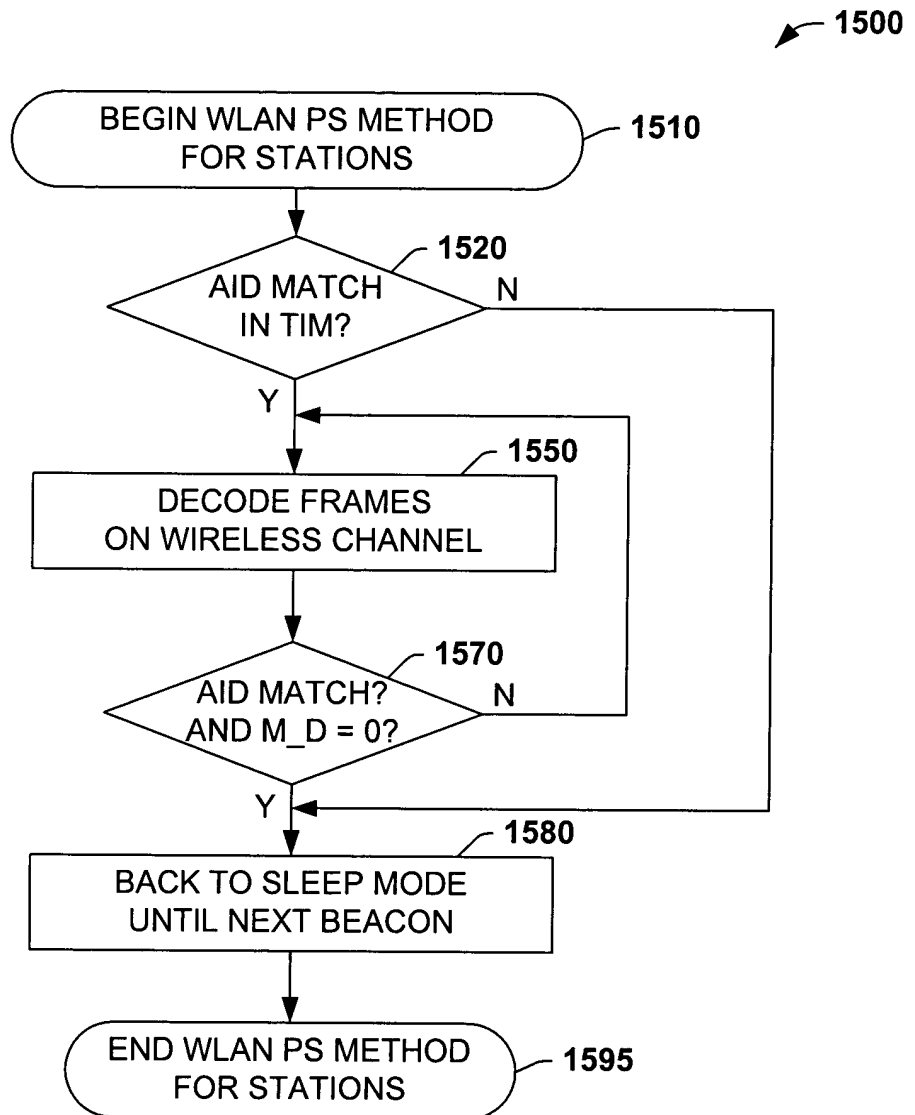 1500
BEGIN WLAN PS METHOD
FOR STATIONS
1510
1520
AID MATCH
IN TIM?
N
Y
1550
DECODE FRAMES
ON WIRELESS CHANNEL
1570
AID MATCH?
AND M_D = 0?
N
Y
1580
BACK TO SLEEP MODE
UNTIL NEXT BEACON
END WLAN PS METHOD
FOR STATIONS
1595